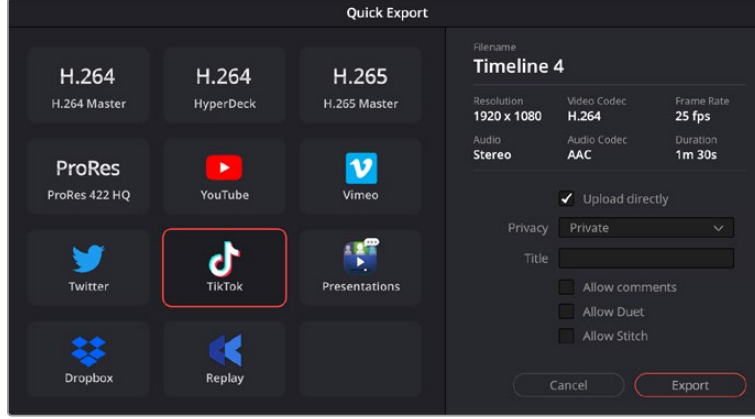 Quick Export
H.264
H.264 Master
H.264
HyperDeck
H.265
H.265 Master
ProRes
ProRes 422 HQ
YouTube
Vimeo
Twitter
TikTok
Presentations
Dropbox
Replay
Filename
Timeline 4
Resolution
1920 x 1080
Video Codec
H.264
Frame Rate
25 fps
Audio
Stereo
Audio Codec
AAC
Duration
1m 30s
Upload directly
Privacy Private
Title
Allow comments
Allow Duet
Allow Stitch
Cancel Export